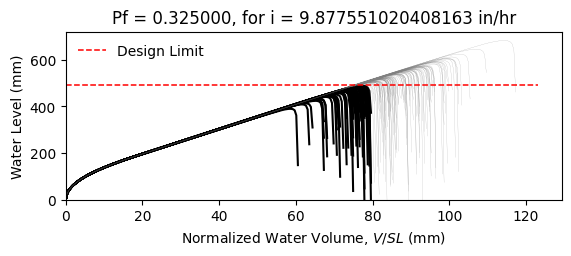 Pf = 0.325000, for i = 9.877551020408163 in/hr
Design Limit
Water Level (mm)
600
400
200
0
0 20 40 60 80 100 120
Normalized Water Volume, V/SL (mm)